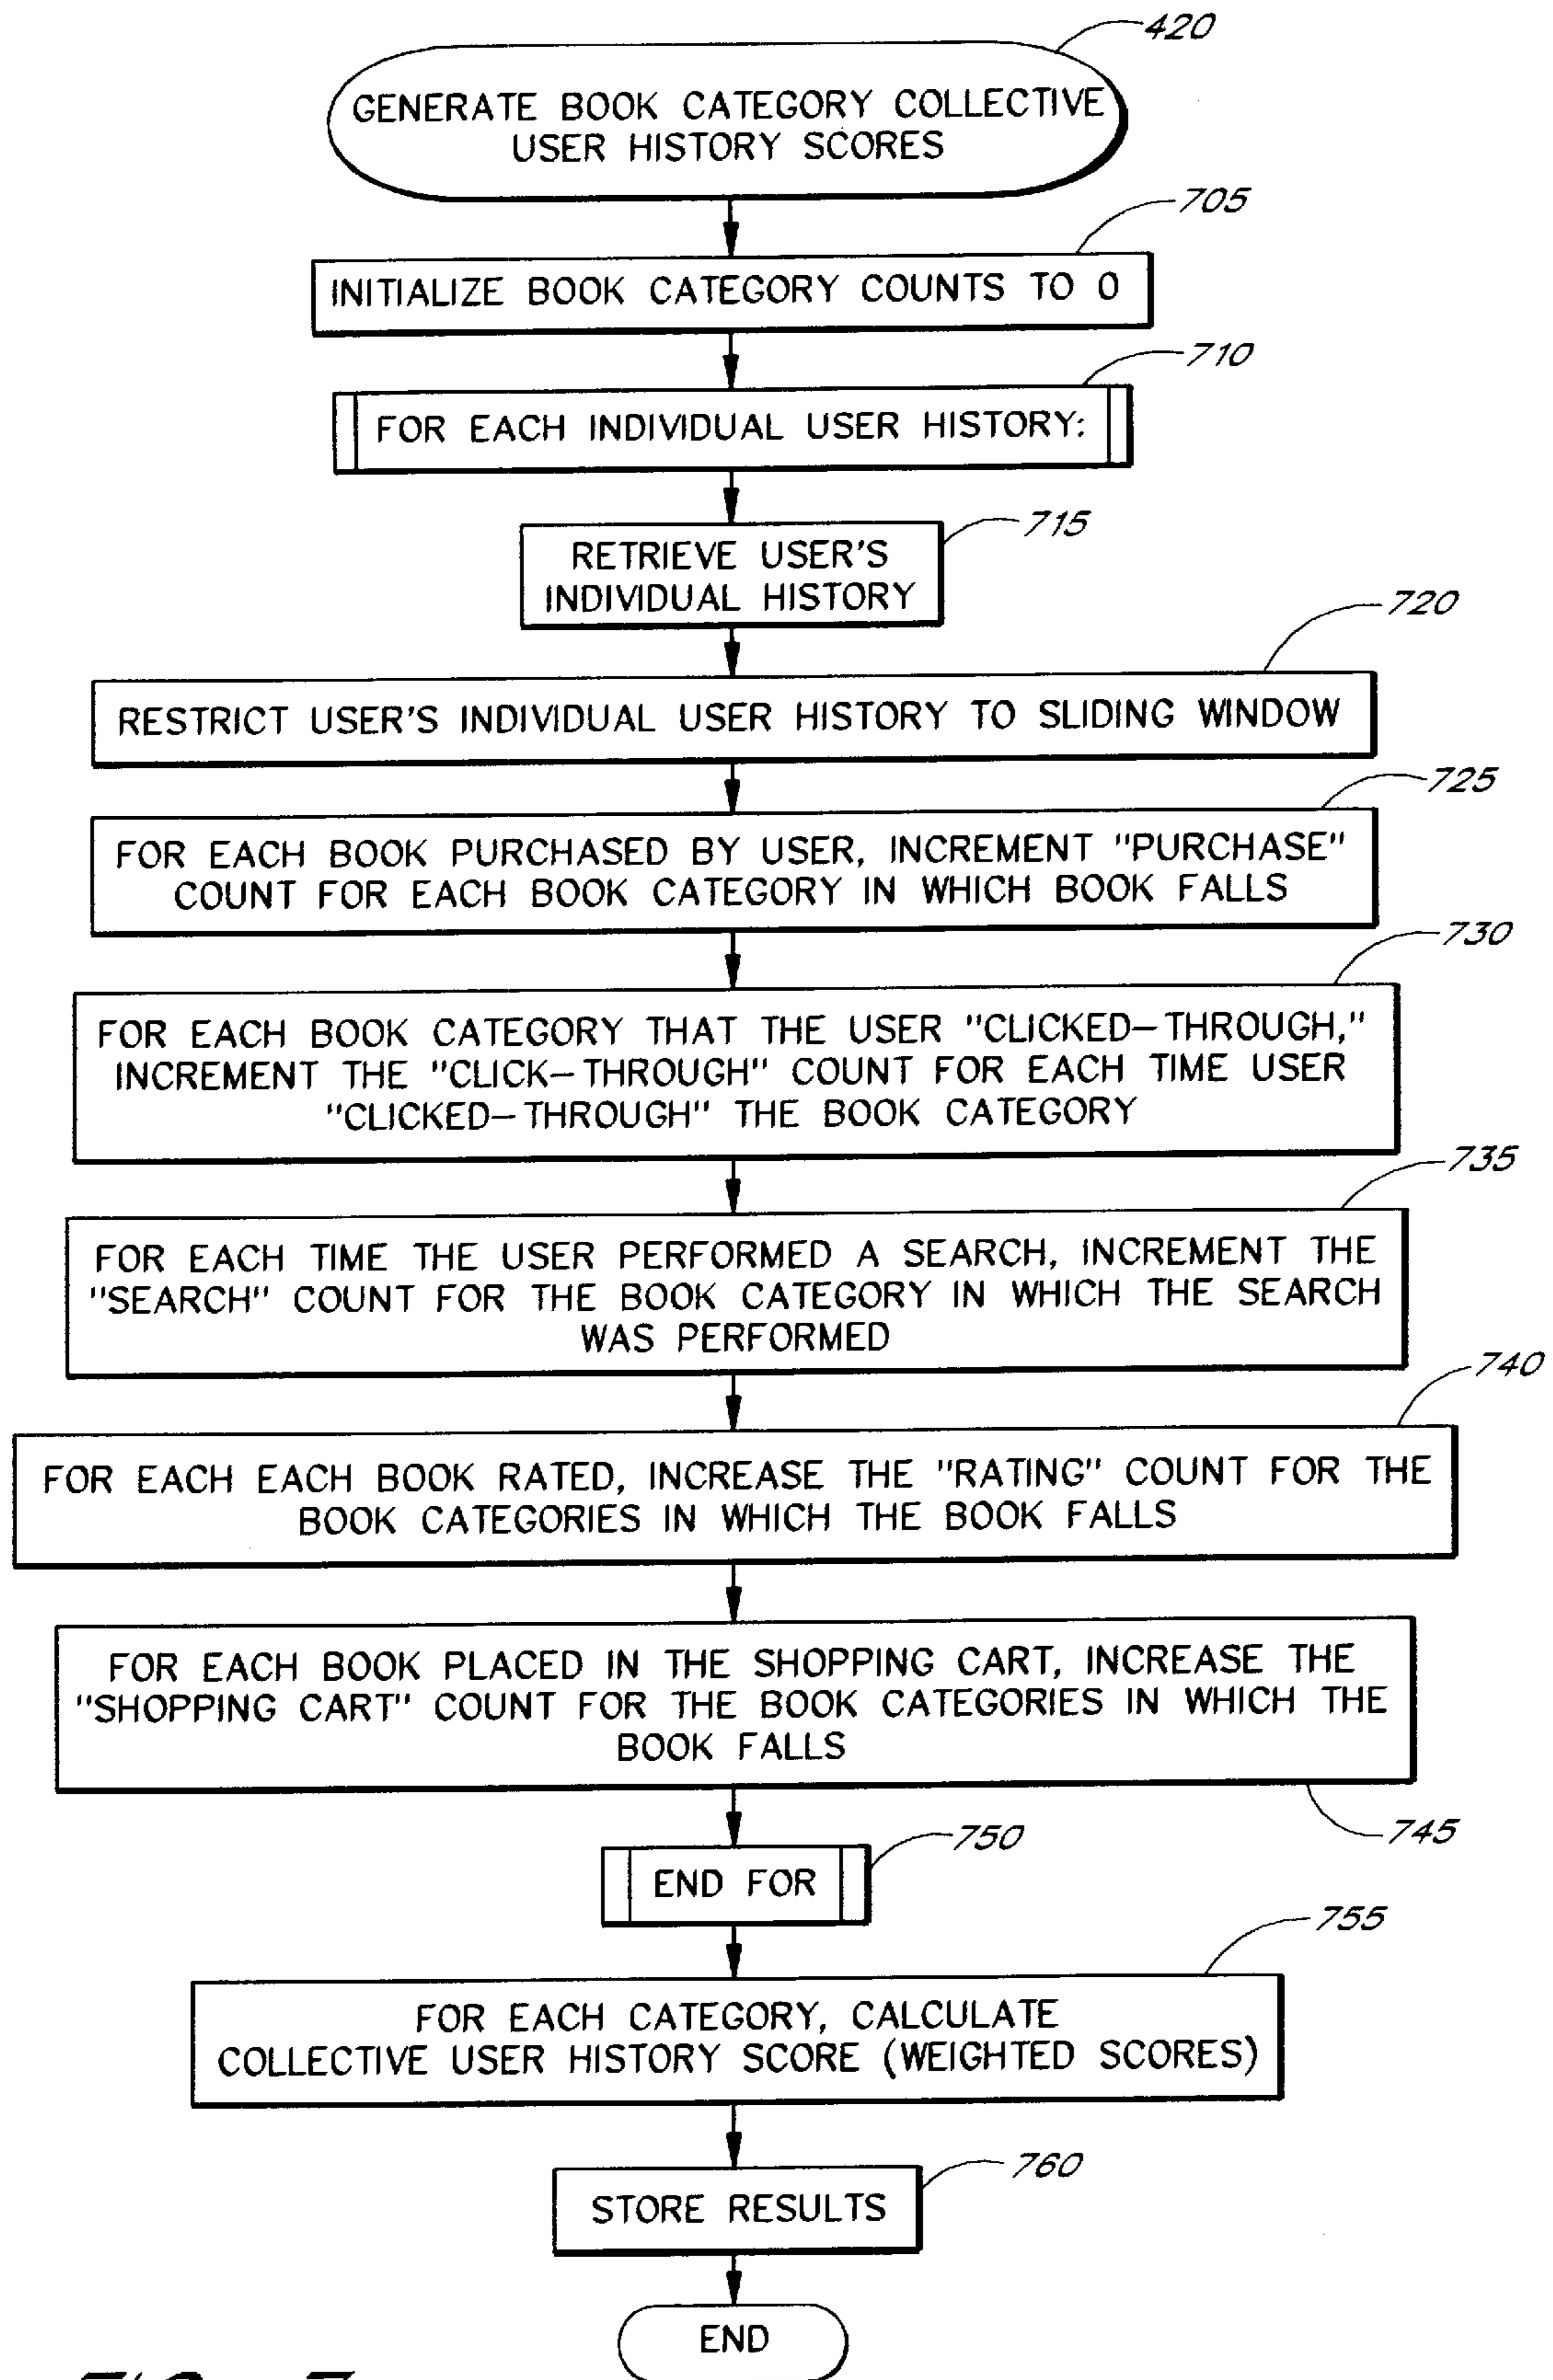 420
GENERATE BOOK CATEGORY COLLECTIVE
USER HISTORY SCORES
705
INITIALIZE BOOK CATEGORY COUNTS TO 0
710
FOR EACH INDIVIDUAL USER HISTORY:
715
RETRIEVE USER'S
INDIVIDUAL HISTORY
720
RESTRICT USER'S INDIVIDUAL USER HISTORY TO SLIDING WINDOW
725
FOR EACH BOOK PURCHASED BY USER, INCREMENT "PURCHASE"
COUNT FOR EACH BOOK CATEGORY IN WHICH BOOK FALLS
730
FOR EACH BOOK CATEGORY THAT THE USER "CLICKED-THROUGH,"
INCREMENT THE "CLICK-THROUGH" COUNT FOR EACH TIME USER
"CLICKED-THROUGH" THE BOOK CATEGORY
735
FOR EACH TIME THE USER PERFORMED A SEARCH, INCREMENT THE
"SEARCH" COUNT FOR THE BOOK CATEGORY IN WHICH THE SEARCH
WAS PERFORMED
740
FOR EACH EACH BOOK RATED, INCREASE THE "RATING" COUNT FOR THE
BOOK CATEGORIES IN WHICH THE BOOK FALLS
FOR EACH BOOK PLACED IN THE SHOPPING CART, INCREASE THE
"SHOPPING CART" COUNT FOR THE BOOK CATEGORIES IN WHICH THE
BOOK FALLS
745
750
END FOR
755
FOR EACH CATEGORY, CALCULATE
COLLECTIVE USER HISTORY SCORE (WEIGHTED SCORES)
760
STORE RESULTS
END